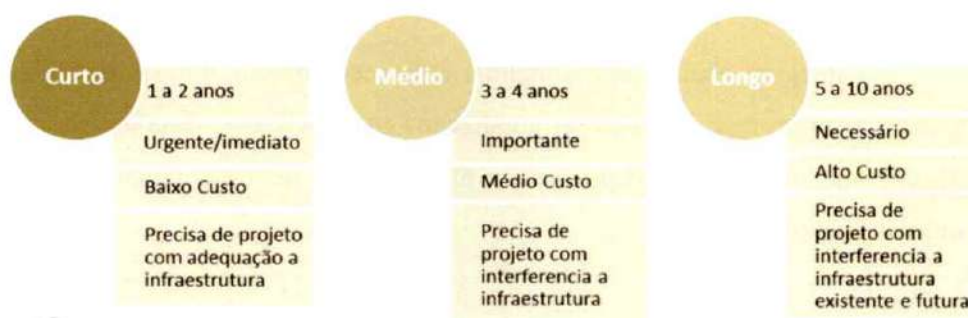 Curto
1 a 2 anos
Urgente/imediato
Baixo Custo
Precisa de projeto
com adequação a
infraestrutura
Médio
3 a 4 anos
Importante
Médio Custo
Precisa de
projeto com
interferencia a
infraestrutura
Longo
5 a 10 anos
Necessário
Alto Custo
Precisa de
projeto com
interferencia a
infraestrutura
existente e futura